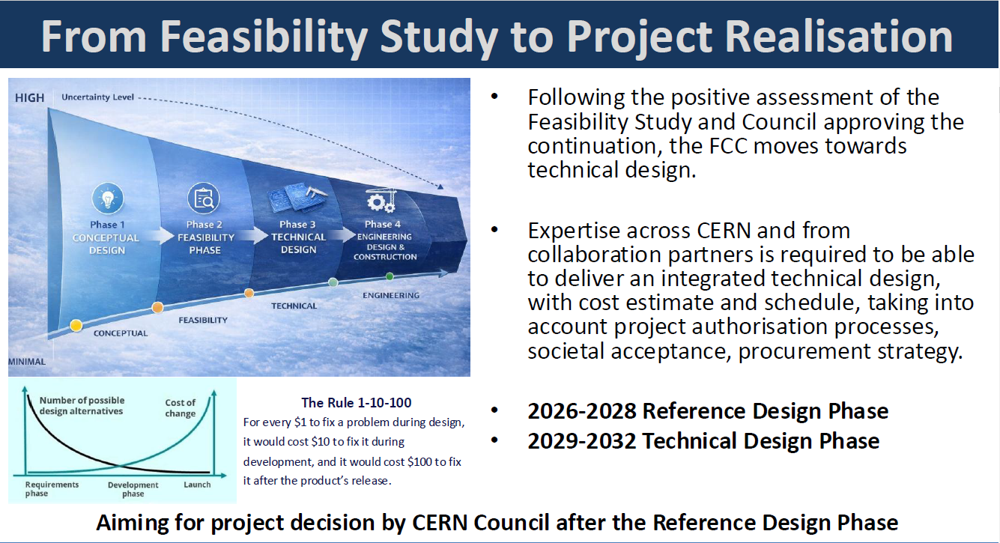 From Feasibility Study to Project Realisation
HIGH
Uncertainty Level
Phase 1
CONCEPTUAL
DESIGN
Phase 2
FEASIBILITY
PHASE
Phase 3
TECHNICAL
DESIGN
Phase 4
ENGINEERING
DESIGN &
CONSTRUCTION
CONCEPTUAL
FEASIBILITY
TECHNICAL
ENGINEERING
MINIMAL
Number of possible
design alternatives
Cost of
change
Requirements
phase
Development
phase
Launch
The Rule 1-10-100
For every $1 to fix a problem during design,
it would cost $10 to fix it during
development, and it would cost $100 to fix
it after the product’s release.
• Following the positive assessment of the
Feasibility Study and Council approving the
continuation, the FCC moves towards
technical design.
• Expertise across CERN and from
collaboration partners is required to be able
to deliver an integrated technical design,
with cost estimate and schedule, taking into
account project authorisation processes,
societal acceptance, procurement strategy.
• 2026-2028 Reference Design Phase
• 2029-2032 Technical Design Phase
Aiming for project decision by CERN Council after the Reference Design Phase